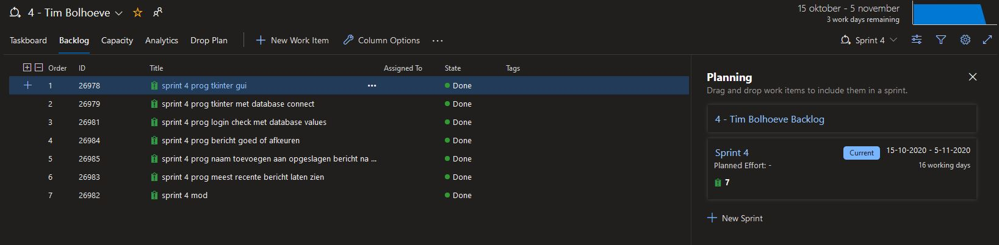 4 - Tim Bolhoeve
15 oktober - 5 november
3 work days remaining
Taskboard Backlog Capacity Analytics Drop Plan New Work Item Column Options ... Sprint 4
Order ID Title Assigned To State Tags
1 26978 sprint 4 prog tkinter gui ... Done
2 26979 sprint 4 prog tkinter met database connect Done
3 26981 sprint 4 prog login check met database values Done
4 26984 sprint 4 prog bericht goed of afkeuren Done
5 26985 sprint 4 prog naam toevoegen aan opgeslagen bericht na ... Done
6 26983 sprint 4 prog meest recente bericht laten zien Done
7 26982 sprint 4 mod Done
Planning
Drag and drop work items to include them in a sprint.
4 - Tim Bolhoeve Backlog
Sprint 4 Current 15-10-2020 - 5-11-2020
Planned Effort: - 16 working days
7
New Sprint